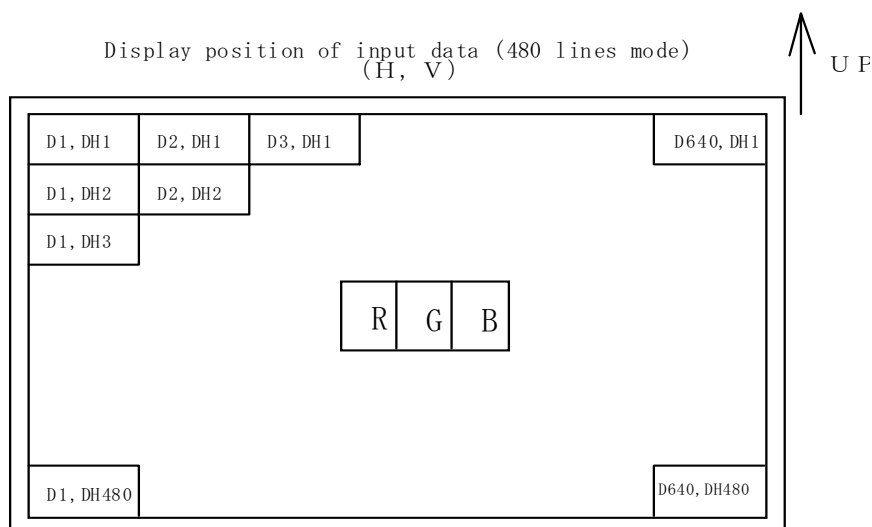 Display position of input data (480 lines mode)
(H, V)
UP
D1,DH1 D2,DH1 D3,DH1 D640,DH1
D1,DH2 D2,DH2
D1,DH3
R G B
D1,DH480 D640,DH480